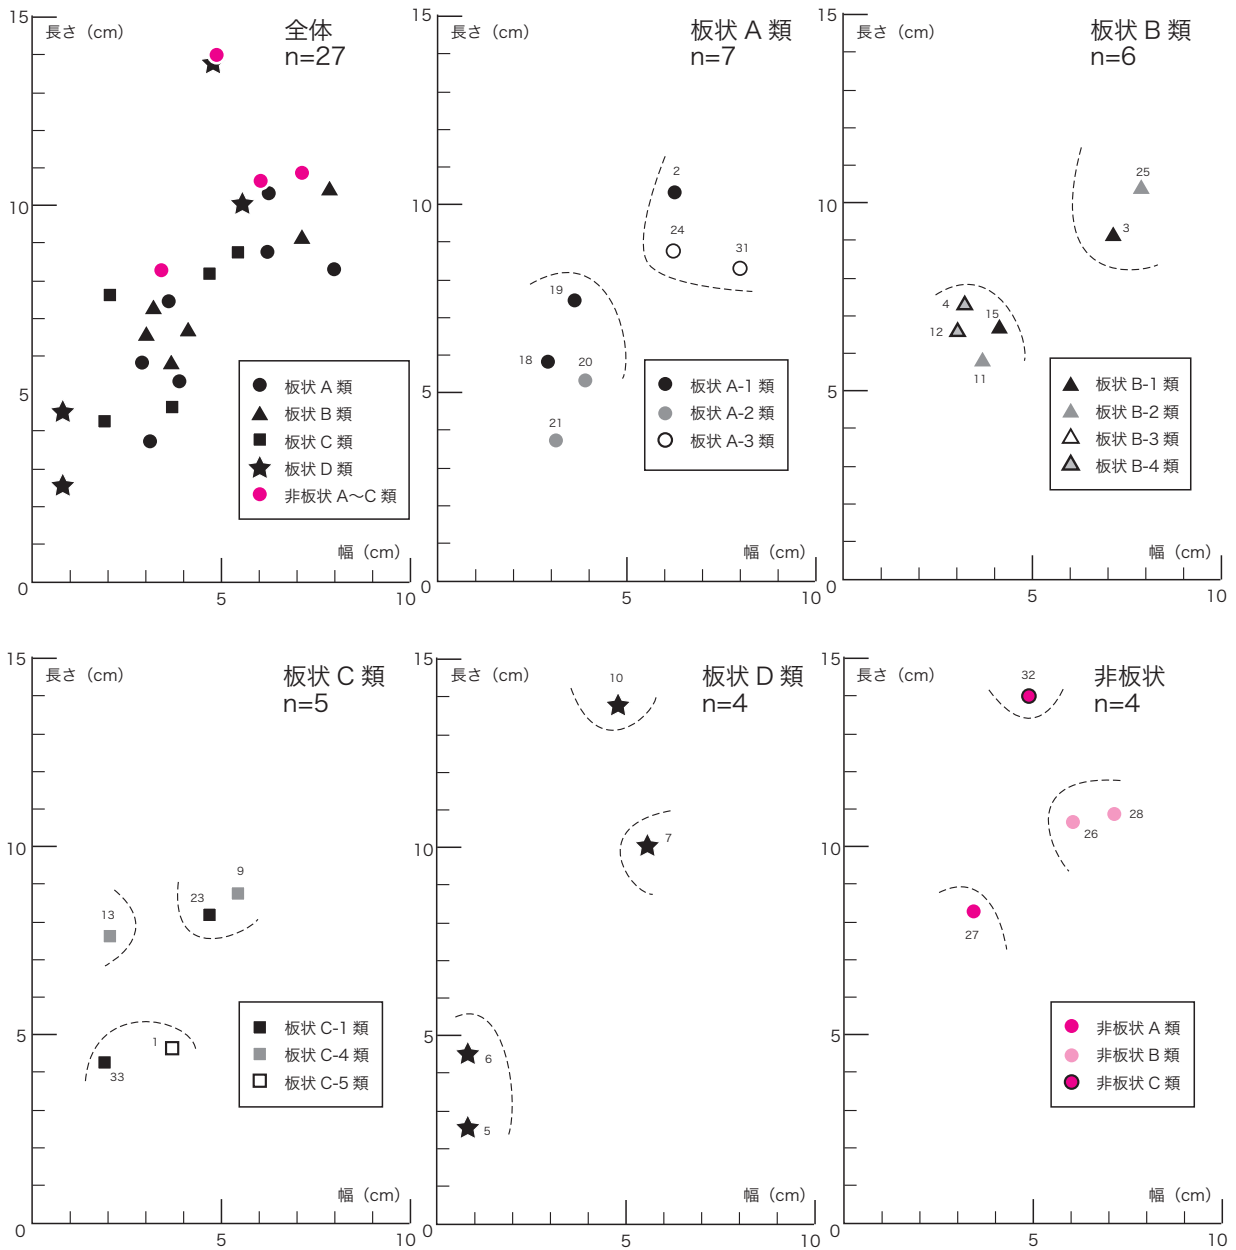 全体
n=27
長さ（cm）
15
10
5
0
5
10
幅（cm）
板状 A 類
板状 B 類
板状 C 類
板状 D 類
非板状 A～C 類
板状 A 類
n=7
長さ（cm）
15
10
5
0
5
10
幅（cm）
2
24
31
19
18
20
21
板状 A-1 類
板状 A-2 類
板状 A-3 類
板状 B 類
n=6
長さ（cm）
15
10
5
0
5
10
幅（cm）
25
3
4
12
15
11
板状 B-1 類
板状 B-2 類
板状 B-3 類
板状 B-4 類
板状 C 類
n=5
長さ（cm）
15
10
5
0
5
10
幅（cm）
9
23
13
1
33
板状 C-1 類
板状 C-4 類
板状 C-5 類
板状 D 類
n=4
長さ（cm）
15
10
5
0
5
10
幅（cm）
10
7
6
5
非板状
n=4
長さ（cm）
15
10
5
0
5
10
幅（cm）
32
28
26
27
非板状 A 類
非板状 B 類
非板状 C 類